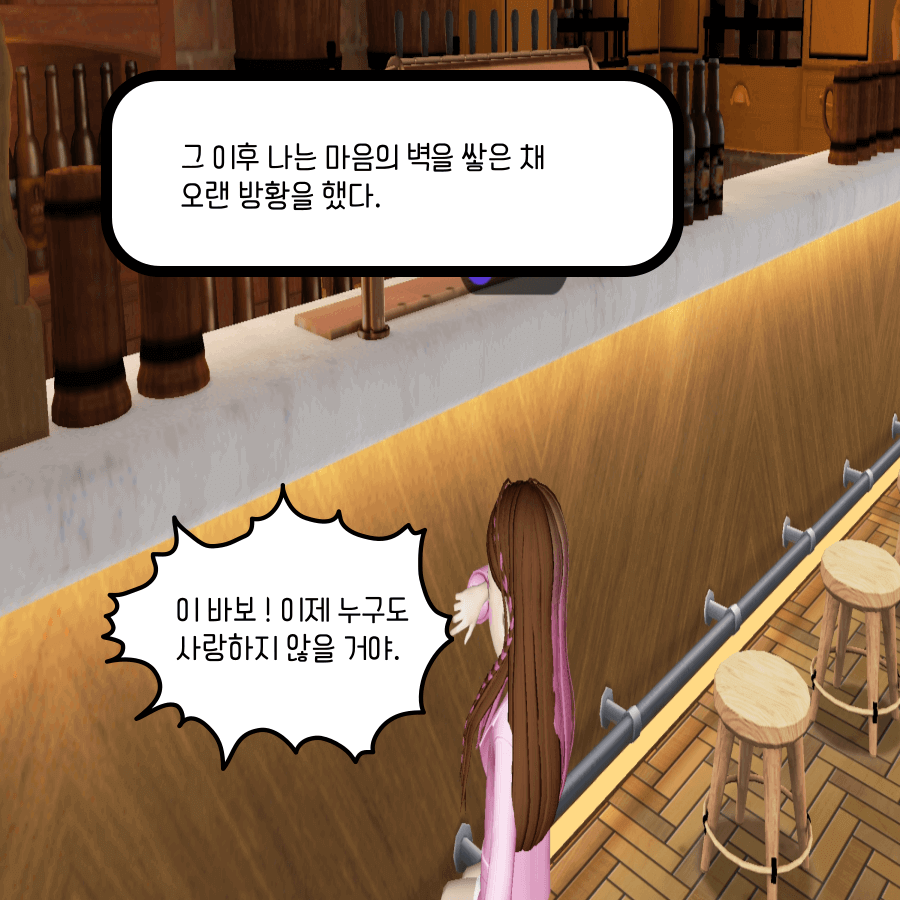 그 이후 나는 마음의 벽을 쌓은 채
오랜 방황을 했다.
이 바보 ! 이제 누구도
사랑하지 않을 거야.